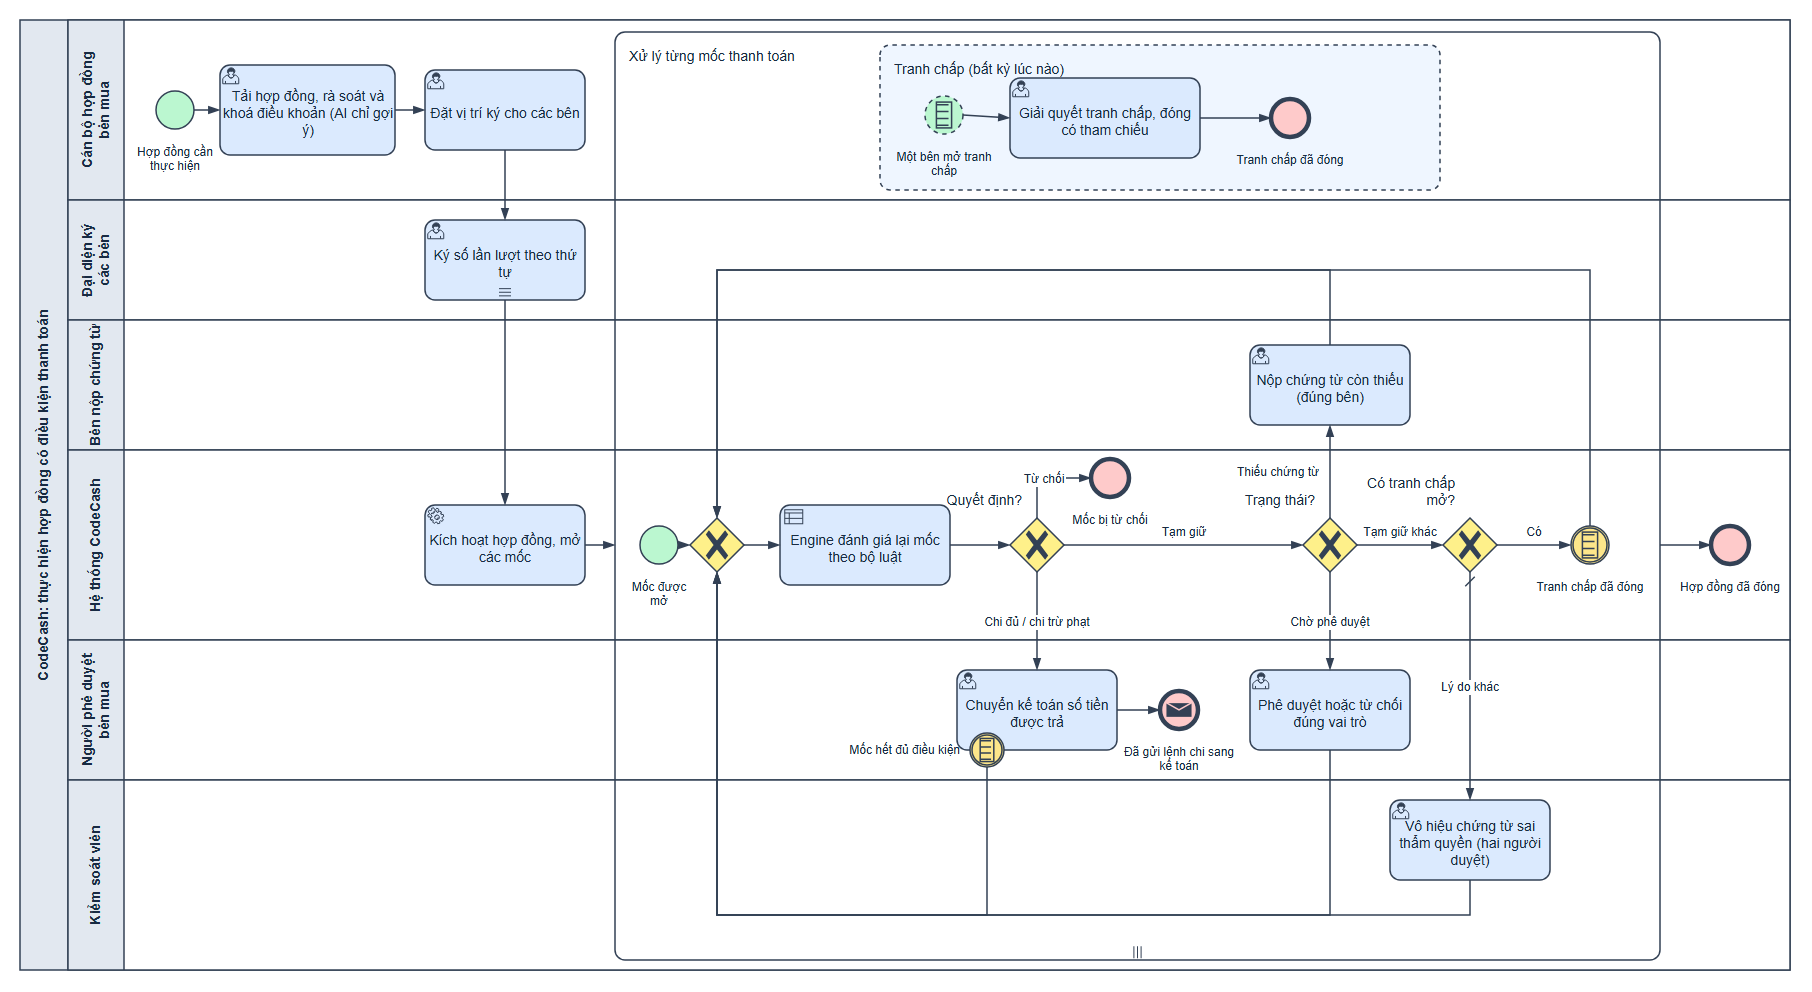 CodeCash: thực hiện hợp đồng có điều kiện thanh toán
Cán bộ hợp đồng
bên mua
Hợp đồng cần
thực hiện
Tải hợp đồng, rà soát và
khoá điều khoản (AI chỉ gợi
ý)
Đặt vị trí ký cho các bên
Xử lý từng mốc thanh toán
Tranh chấp (bất kỳ lúc nào)
Một bên mở tranh
chấp
Giải quyết tranh chấp, đóng
có tham chiếu
Tranh chấp đã đóng
Đại diện ký
các bên
Ký số lần lượt theo thứ
tự
Bên nộp chứng từ
Nộp chứng từ còn thiếu
(đúng bên)
Hệ thống CodeCash
Kích hoạt hợp đồng, mở
các mốc
Mốc được
mở
Engine đánh giá lại mốc
theo bộ luật
Quyết định?
Từ chối
Mốc bị từ chối
Tạm giữ
Thiếu chứng từ
Trạng thái?
Tạm giữ khác
Có tranh chấp
mở?
Có
Tranh chấp đã đóng
Hợp đồng đã đóng
Chi đủ / chi trừ phạt
Chờ phê duyệt
Lý do khác
Người phê duyệt
bên mua
Chuyển kế toán số tiền
được trả
Mốc hết đủ điều kiện
Đã gửi lệnh chi sang
kế toán
Phê duyệt hoặc từ chối
đúng vai trò
Kiểm soát viên
Vô hiệu chứng từ sai
thẩm quyền (hai người
duyệt)